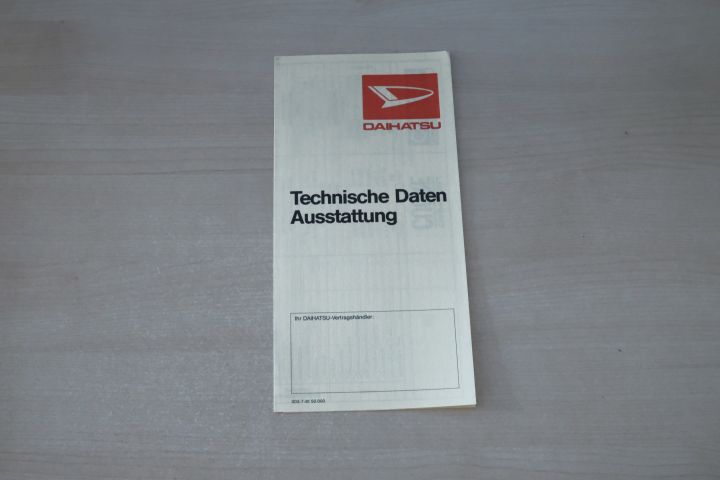 DAIHATSU
Technische Daten
Ausstattung
Ihr DAIHATSU-Vertragshändler: